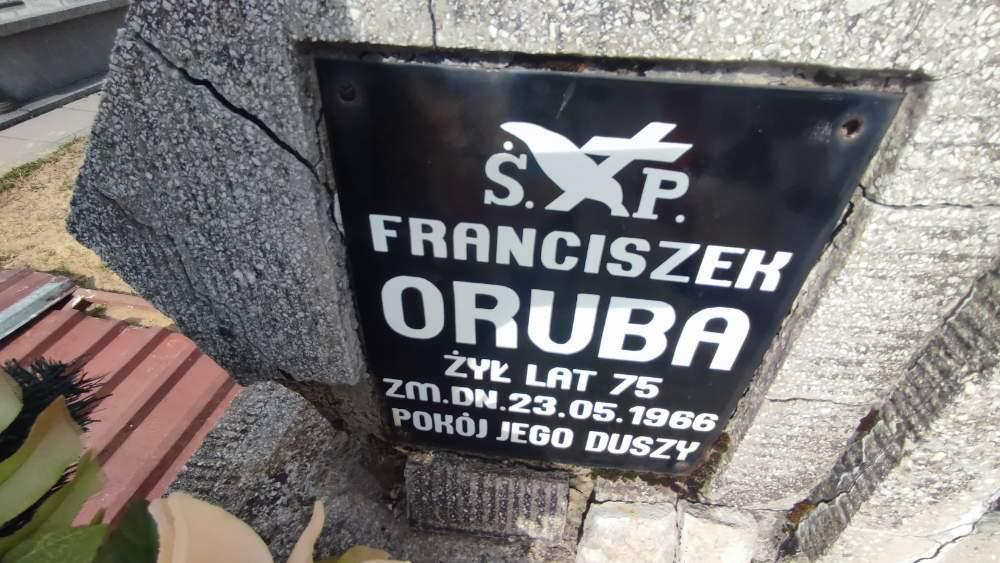 Ś. P.
FRANCISZEK
ORUBA
ŻYŁ LAT 75
ZM.DN.23.05.1966
POKÓJ JEGO DUSZY